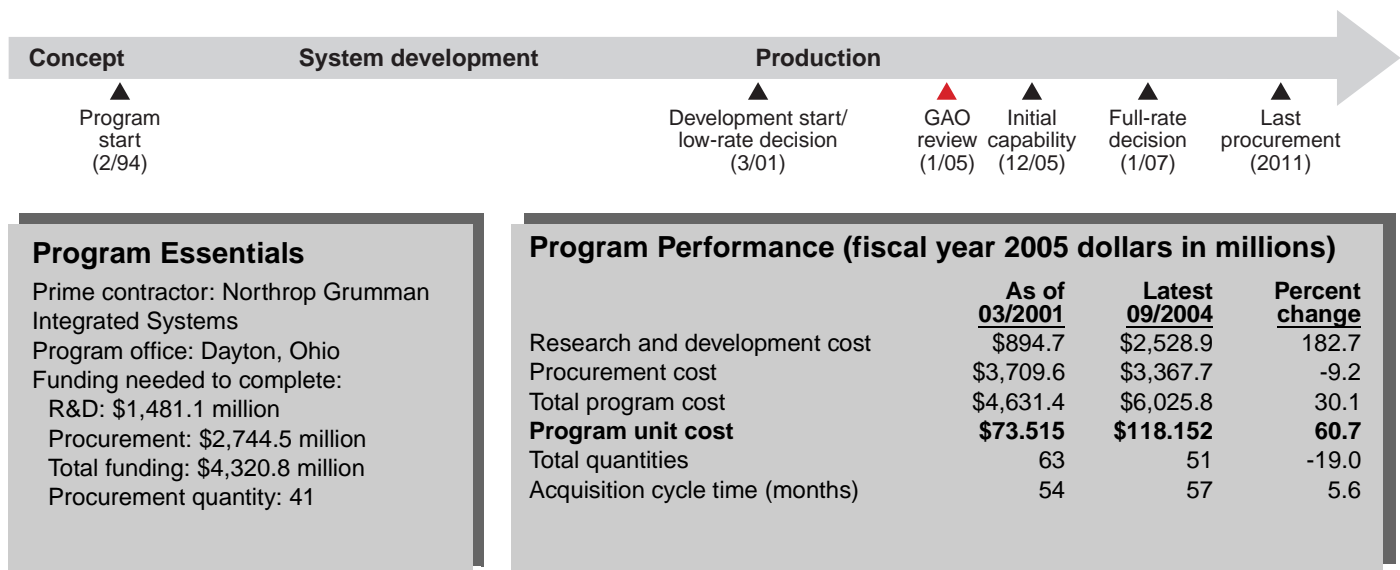 Concept System development Production
Program start (2/94)
Development start/ low-rate decision (3/01)
GAO review (1/05)
Initial capability (12/05)
Full-rate decision (1/07)
Last procurement (2011)
Program Essentials
Prime contractor: Northrop Grumman
Integrated Systems
Program office: Dayton, Ohio
Funding needed to complete:
R&D: $1,481.1 million
Procurement: $2,744.5 million
Total funding: $4,320.8 million
Procurement quantity: 41
Program Performance (fiscal year 2005 dollars in millions)
As of 03/2001 Latest 09/2004 Percent change
Research and development cost $894.7 $2,528.9 182.7
Procurement cost $3,709.6 $3,367.7 -9.2
Total program cost $4,631.4 $6,025.8 30.1
Program unit cost $73.515 $118.152 60.7
Total quantities 63 51 -19.0
Acquisition cycle time (months) 54 57 5.6